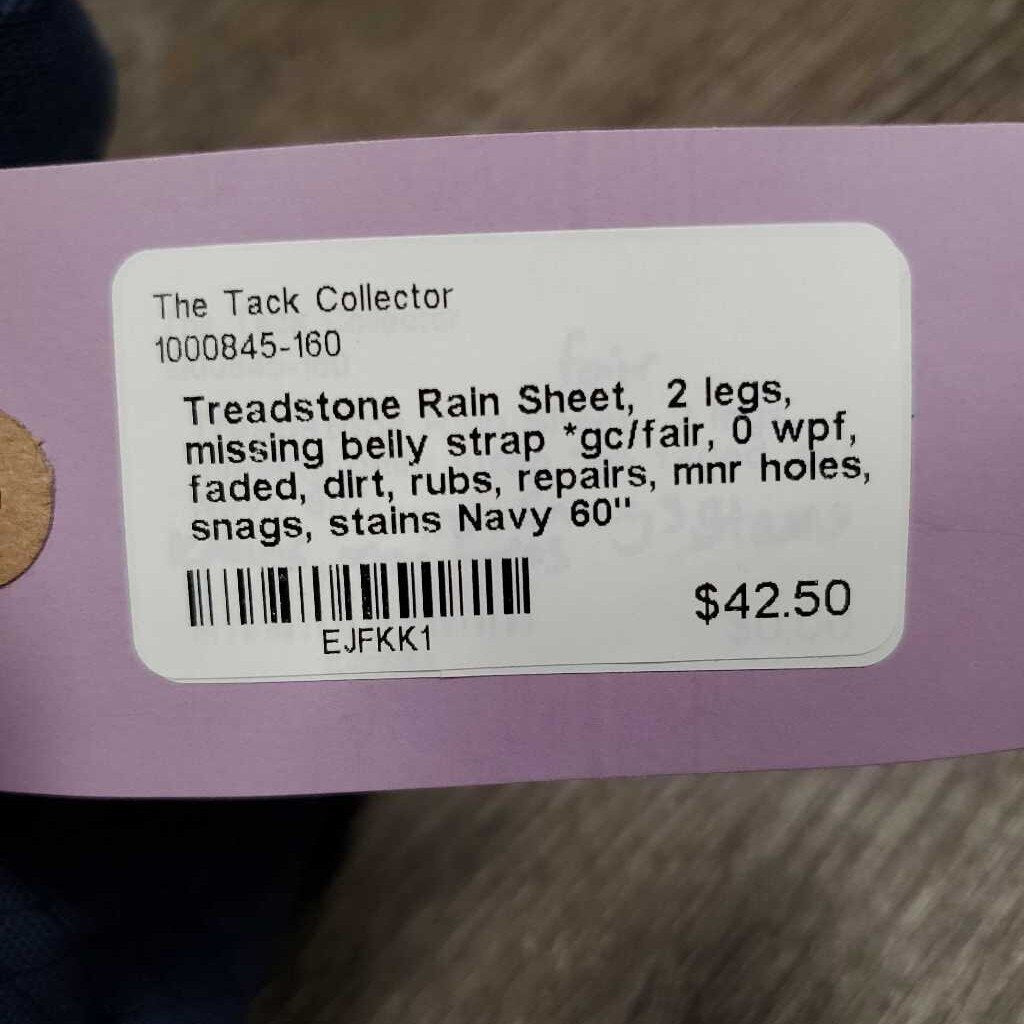 The Tack Collector
1000845-160
Treadstone Rain Sheet, 2 legs,
missing belly strap *gc/fair, 0 wpf,
faded, dirt, rubs, repairs, mnr holes,
snags, stains Navy 60"
EJFKK1
$42.50